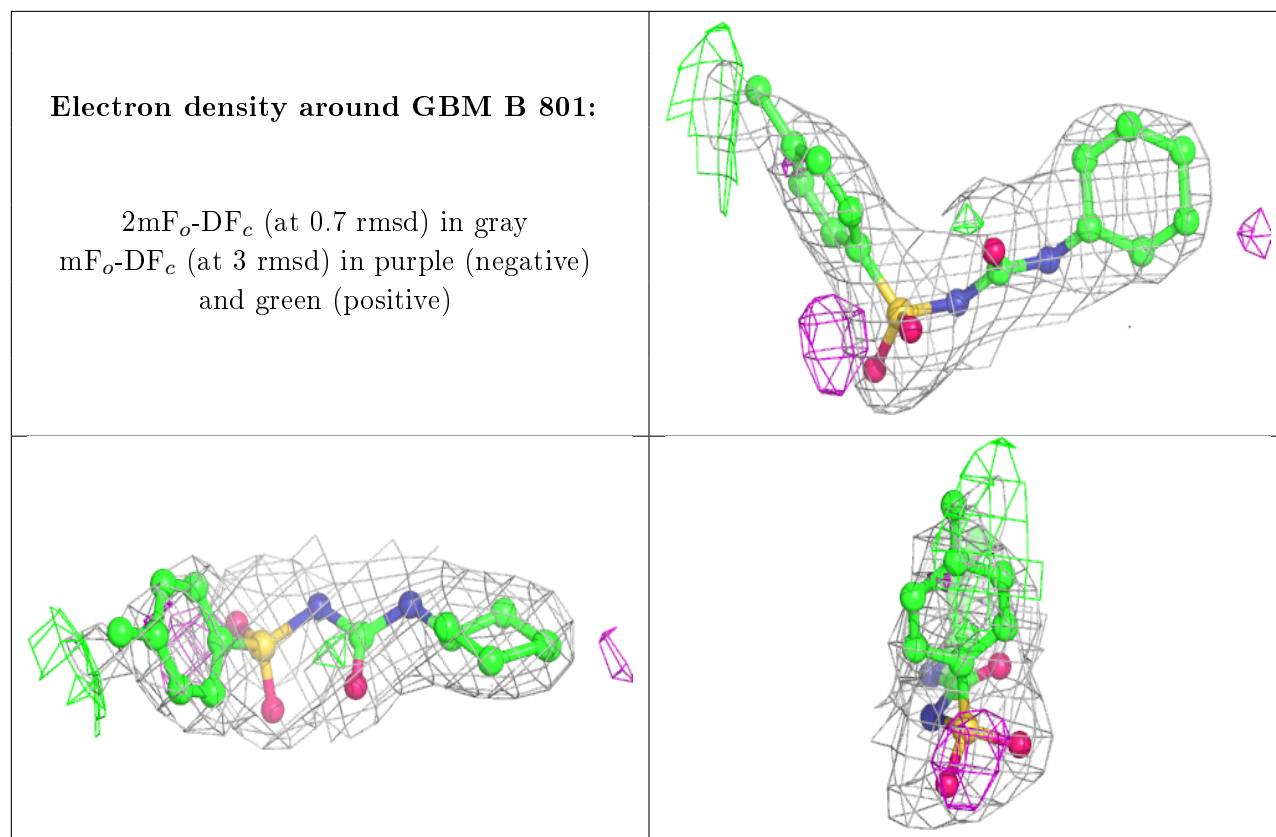 Electron density around GBM B 801:
2mFₒ-DF𝒸 (at 0.7 rmsd) in gray
mFₒ-DF𝒸 (at 3 rmsd) in purple (negative)
and green (positive)